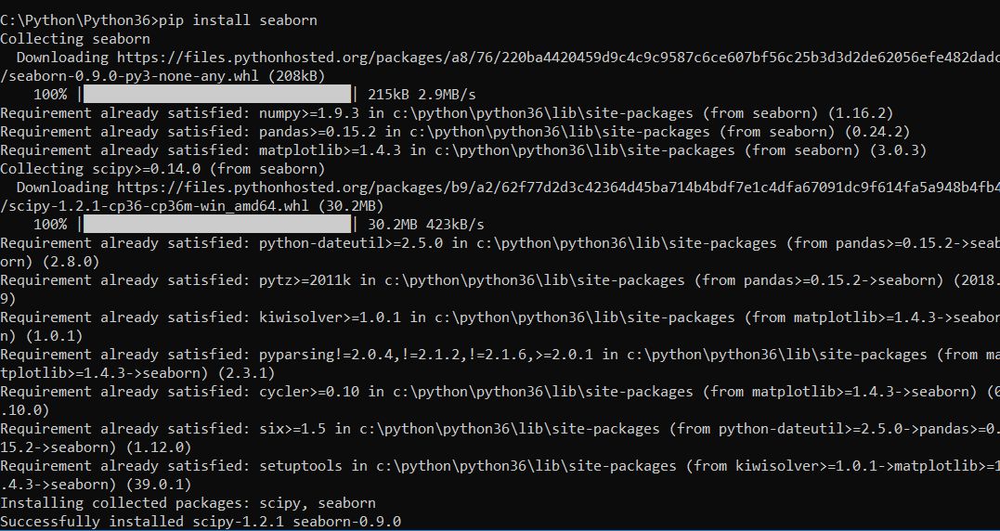 C:\Python\Python36>pip install seaborn
Collecting seaborn
  Downloading https://files.pythonhosted.org/packages/a8/76/220ba4420459d9c4c9c9587c6ce607bf56c25b3d3d2de62056efe482dadc
/seaborn-0.9.0-py3-none-any.whl (208kB)
    100% |████████████████████████████████| 215kB 2.9MB/s
Requirement already satisfied: numpy>=1.9.3 in c:\python\python36\lib\site-packages (from seaborn) (1.16.2)
Requirement already satisfied: pandas>=0.15.2 in c:\python\python36\lib\site-packages (from seaborn) (0.24.2)
Requirement already satisfied: matplotlib>=1.4.3 in c:\python\python36\lib\site-packages (from seaborn) (3.0.3)
Collecting scipy>=0.14.0 (from seaborn)
  Downloading https://files.pythonhosted.org/packages/b9/a2/62f77d2d3c42364d45ba714b4bdf7e1c4dfa67091dc9f614fa5a948b4fb4
/scipy-1.2.1-cp36-cp36m-win_amd64.whl (30.2MB)
    100% |████████████████████████████████| 30.2MB 423kB/s
Requirement already satisfied: python-dateutil>=2.5.0 in c:\python\python36\lib\site-packages (from pandas>=0.15.2->seab
orn) (2.8.0)
Requirement already satisfied: pytz>=2011k in c:\python\python36\lib\site-packages (from pandas>=0.15.2->seaborn) (2018.
9)
Requirement already satisfied: kiwisolver>=1.0.1 in c:\python\python36\lib\site-packages (from matplotlib>=1.4.3->seabor
n) (1.0.1)
Requirement already satisfied: pyparsing!=2.0.4,!=2.1.2,!=2.1.6,>=2.0.1 in c:\python\python36\lib\site-packages (from ma
tplotlib>=1.4.3->seaborn) (2.3.1)
Requirement already satisfied: cycler>=0.10 in c:\python\python36\lib\site-packages (from matplotlib>=1.4.3->seaborn) (0
.10.0)
Requirement already satisfied: six>=1.5 in c:\python\python36\lib\site-packages (from python-dateutil>=2.5.0->pandas>=0.
15.2->seaborn) (1.12.0)
Requirement already satisfied: setuptools in c:\python\python36\lib\site-packages (from kiwisolver>=1.0.1->matplotlib>=1
.4.3->seaborn) (39.0.1)
Installing collected packages: scipy, seaborn
Successfully installed scipy-1.2.1 seaborn-0.9.0